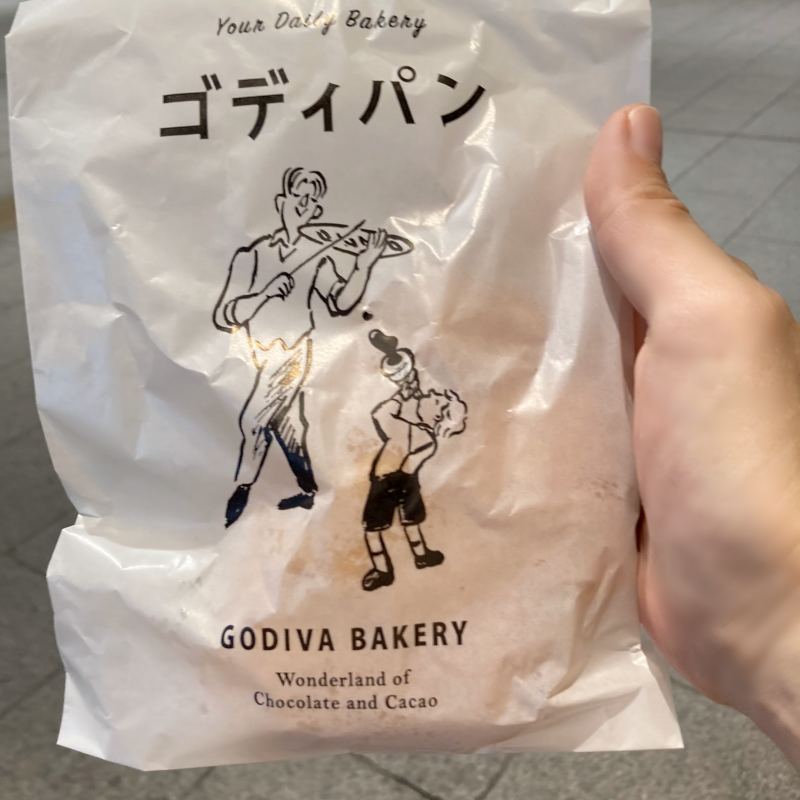 Your Daily Bakery
ゴディパン
GODIVA BAKERY
Wonderland of
Chocolate and Cacao